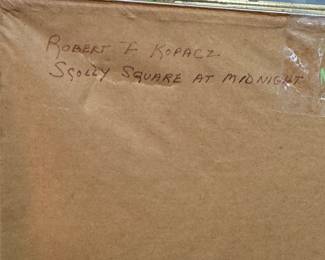 ROBERT L KOPACZ
SCOLLY SQUARE AT MIDNIGHT